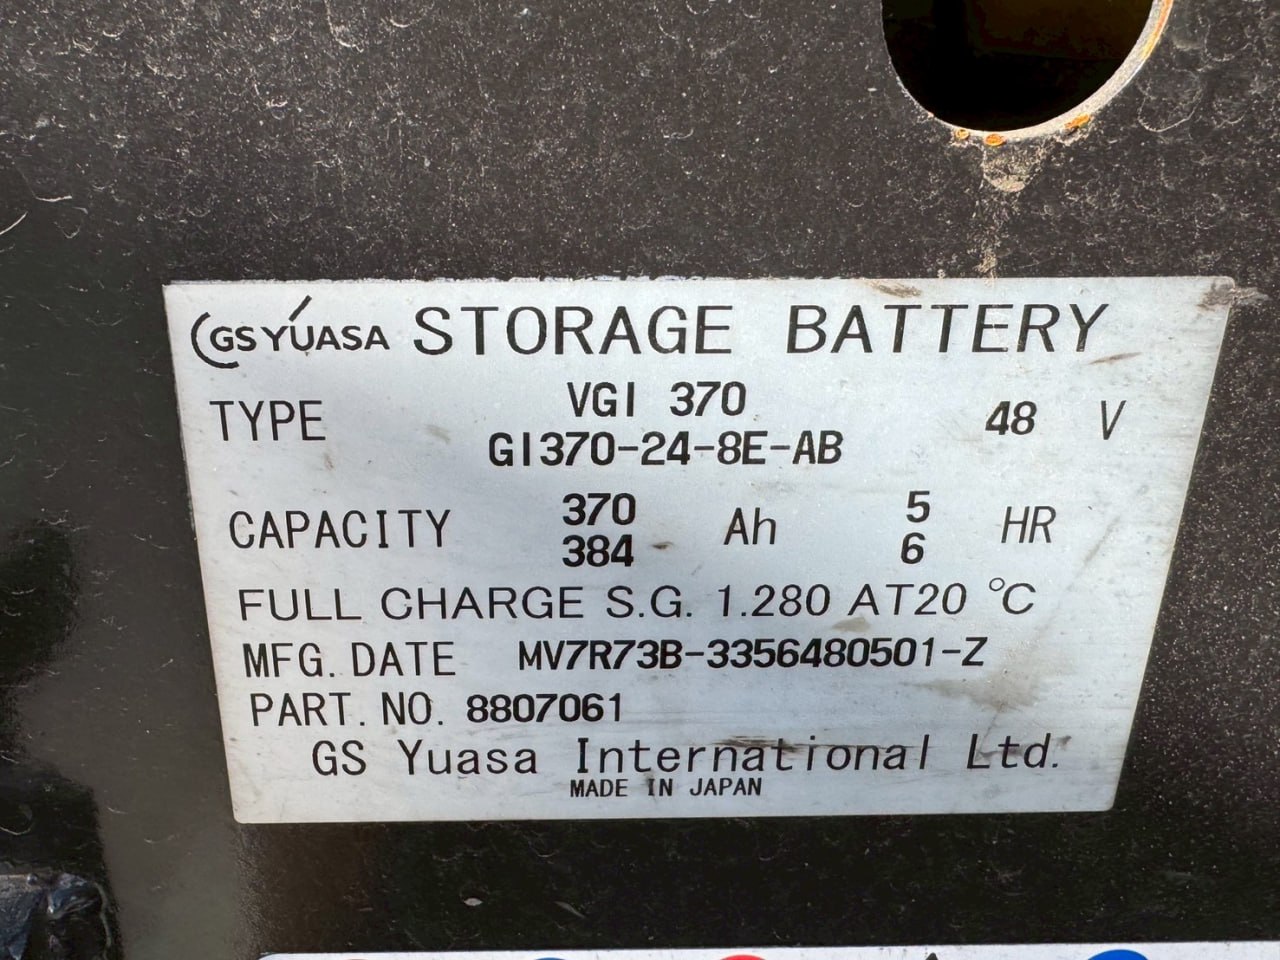 GS YUASA STORAGE BATTERY
TYPE VGI 370 48 V
GI370-24-8E-AB
CAPACITY 370 Ah 5 HR
384 6
FULL CHARGE S.G. 1.280 AT20 ℃
MFG. DATE MV7R73B-3356480501-Z
PART. NO. 8807061
GS Yuasa International Ltd.
MADE IN JAPAN